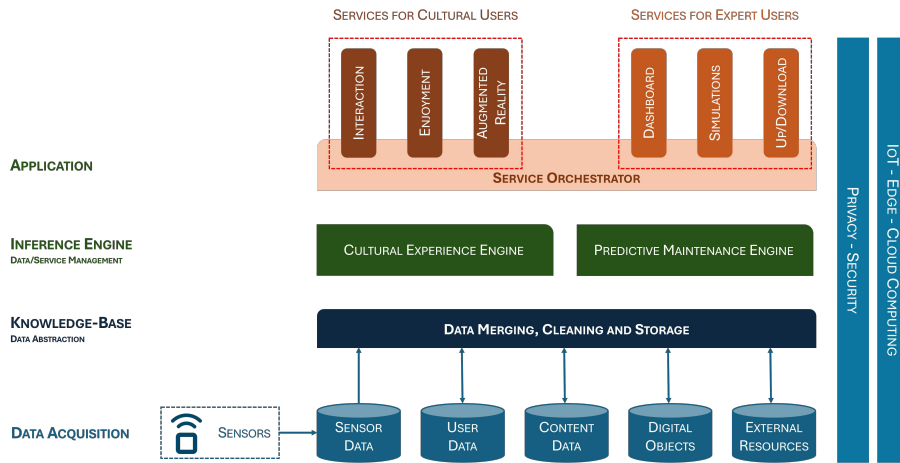 Services for Cultural Users
Services for Expert Users
Interaction
Enjoyment
Augmented
Reality
Dashboard
Simulations
Up/Download
Application
Service Orchestrator
Inference Engine
Data/Service Management
Cultural Experience Engine
Predictive Maintenance Engine
Knowledge-Base
Data Abstraction
Data Merging, Cleaning and Storage
Data Acquisition
Sensors
Sensor
Data
User
Data
Content
Data
Digital
Objects
External
Resources
Privacy - Security
IoT - Edge - Cloud Computing